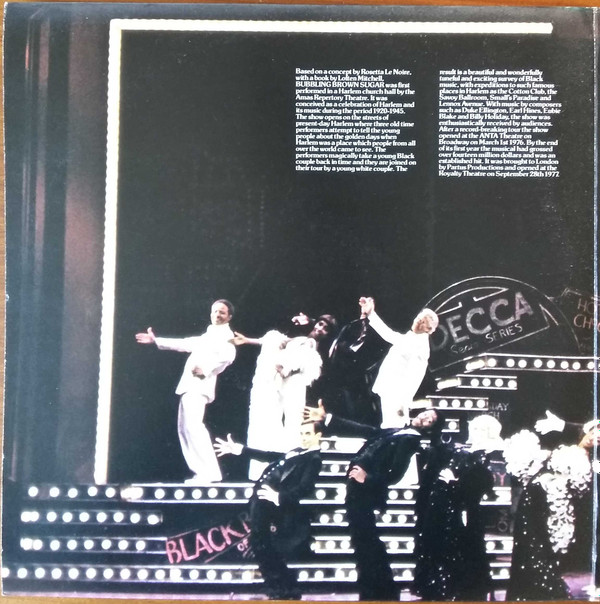 Based on a concept by Rosetta Le Noire,
with a book by Loften Mitchell.
BUBBLING BROWN SUGAR was first
performed in a Harlem church hall by the
Amas Repertory Theatre. It was
conceived as a celebration of Harlem and
its music during the period 1920-1945.
The show opens on the streets of
present-day Harlem where three old time
performers attempt to tell the young
people about the golden days when
Harlem was a place which people from all
over the world came to see. The
performers magically take a young Black
couple back in time and they are joined on
their tour by a young white couple. The
result is a beautiful and wonderfully
tuneful and exciting survey of Black
music, with expeditions to such famous
places in Harlem as the Cotton Club, the
Savoy Ballroom, Small's Paradise and
Lennox Avenue. With music by composers
such as Duke Ellington, Earl Hines, Eubie
Blake and Billy Holiday, the show was
enthusiastically received by audiences.
After a record-breaking tour the show
opened at the ANTA Theatre on
Broadway on March 1st 1976. By the end
of its first year the musical had grossed
over fourteen million dollars and was an
established hit. It was brought to London
by Partus Productions and opened at the
Royalty Theatre on September 28th 1977.
DECCA
SERIES
BLACK
OF